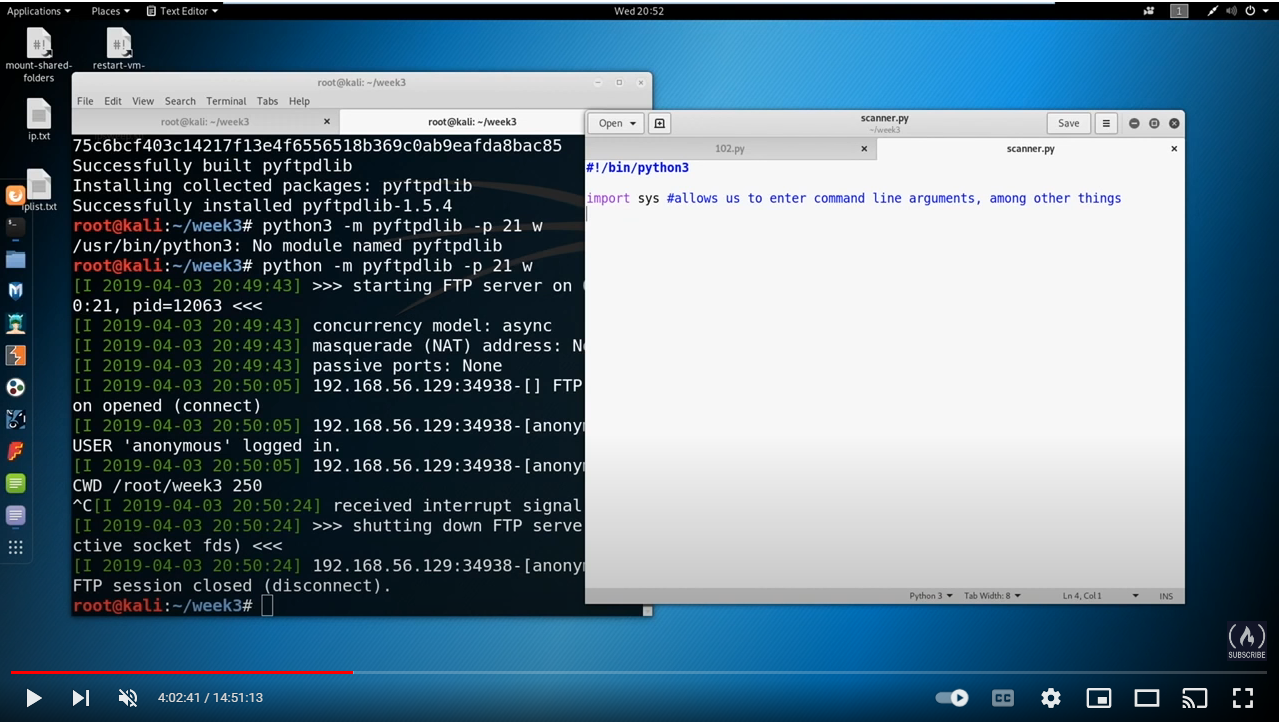 Applications Places Text Editor Wed 20:52 1
mount-shared-
folders
restart-vm-
ip.txt
iplist.txt
root@kali: ~/week3
File Edit View Search Terminal Tabs Help
root@kali: ~/week3 root@kali: ~/week3
75c6bcf403c14217f13e4f6556518b369c0ab9eafda8bac85
Successfully built pyftpdlib
Installing collected packages: pyftpdlib
Successfully installed pyftpdlib-1.5.4
root@kali:~/week3# python3 -m pyftpdlib -p 21 w
/usr/bin/python3: No module named pyftpdlib
root@kali:~/week3# python -m pyftpdlib -p 21 w
[I 2019-04-03 20:49:43] >>> starting FTP server on
0:21, pid=12063 <<<
[I 2019-04-03 20:49:43] concurrency model: async
[I 2019-04-03 20:49:43] masquerade (NAT) address:
[I 2019-04-03 20:49:43] passive ports: None
[I 2019-04-03 20:50:05] 192.168.56.129:34938-[] FTP
on opened (connect)
[I 2019-04-03 20:50:05] 192.168.56.129:34938-[anony
USER 'anonymous' logged in.
[I 2019-04-03 20:50:05] 192.168.56.129:34938-[anony
CWD /root/week3 250
^C[I 2019-04-03 20:50:24] received interrupt signal
[I 2019-04-03 20:50:24] >>> shutting down FTP serve
ctive socket fds) <<<
[I 2019-04-03 20:50:24] 192.168.56.129:34938-[anony
FTP session closed (disconnect).
root@kali:~/week3#
Open scanner.py Save
~/week3
102.py scanner.py
#!/bin/python3
import sys #allows us to enter command line arguments, among other things
Python 3 Tab Width: 8 Ln 4, Col 1 INS
SUBSCRIBE
4:02:41 / 14:51:13 CC